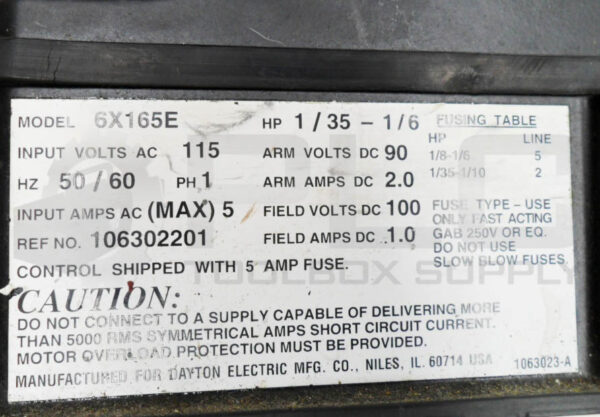 MODEL 6X165E HP 1/35 - 1/6 FUSING TABLE
HP LINE
INPUT VOLTS AC 115 ARM VOLTS DC 90 1/8-1/6 5
1/35-1/10 2
HZ 50/60 PH 1 ARM AMPS DC 2.0
INPUT AMPS AC (MAX) 5 FIELD VOLTS DC 100
REF NO. 106302201 FIELD AMPS DC 1.0
FUSE TYPE - USE
ONLY FAST ACTING
GAB 250V OR EQ.
DO NOT USE
SLOW BLOW FUSES
CONTROL SHIPPED WITH 5 AMP FUSE.
CAUTION:
DO NOT CONNECT TO A SUPPLY CAPABLE OF DELIVERING MORE
THAN 5000 RMS SYMMETRICAL AMPS SHORT CIRCUIT CURRENT.
MOTOR OVERLOAD PROTECTION MUST BE PROVIDED.
MANUFACTURED FOR DAYTON ELECTRIC MFG. CO., NILES, IL 60714 USA 1063023-A
PLC
TOOLBOX SUPPLY